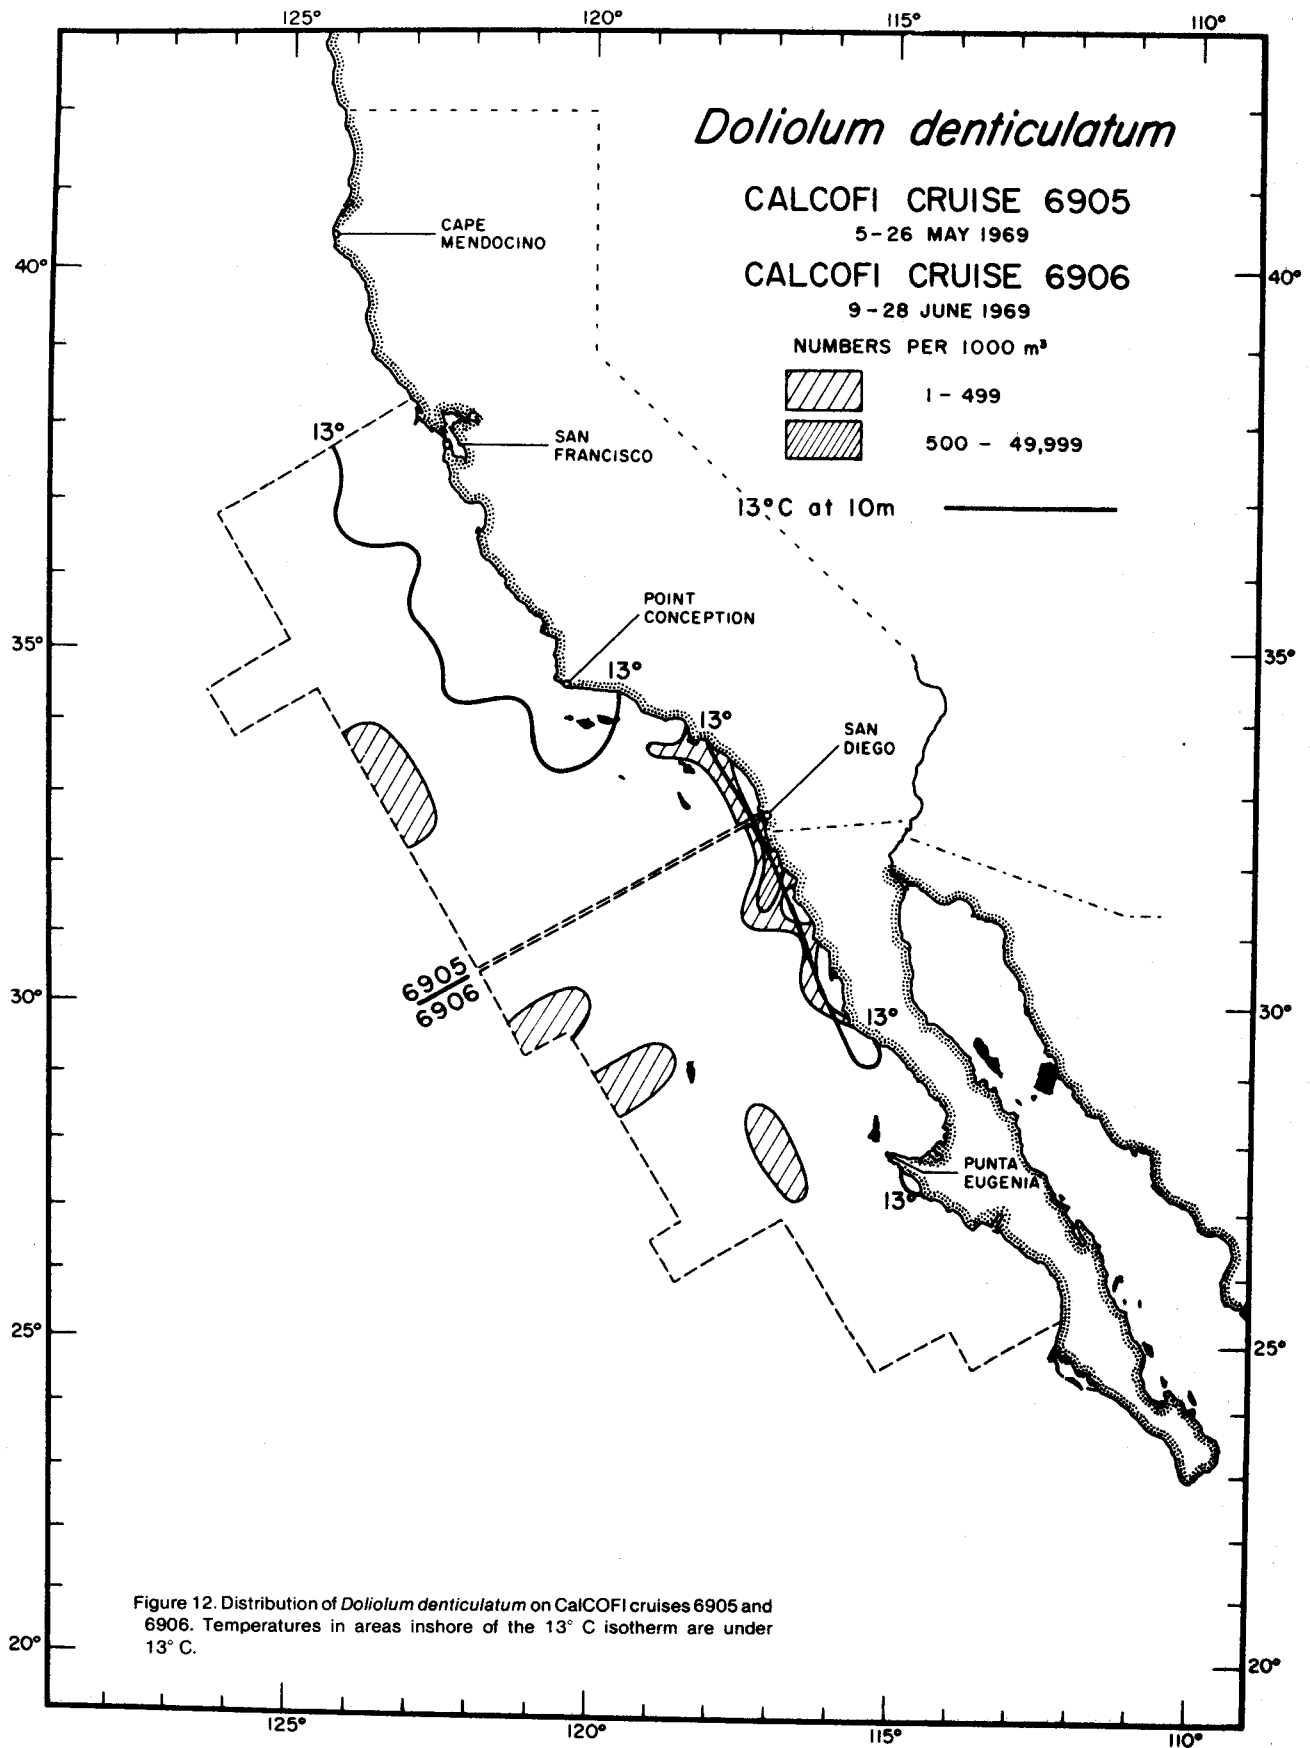 125°
120°
115°
110°
Doliolum denticulatum
CALCOFI CRUISE 6905
5-26 MAY 1969
CALCOFI CRUISE 6906
9-28 JUNE 1969
NUMBERS PER 1000 m³
1 - 499
500 - 49,999
13°C at 10m
CAPE
MENDOCINO
40°
40°
13°
SAN
FRANCISCO
POINT
CONCEPTION
35°
35°
13°
13°
SAN
DIEGO
6905
6906
30°
30°
13°
PUNTA
EUGENIA
13°
25°
25°
Figure 12. Distribution of Doliolum denticulatum on CalCOFI cruises 6905 and
6906. Temperatures in areas inshore of the 13° C isotherm are under
13° C.
20°
20°
125°
120°
115°
110°